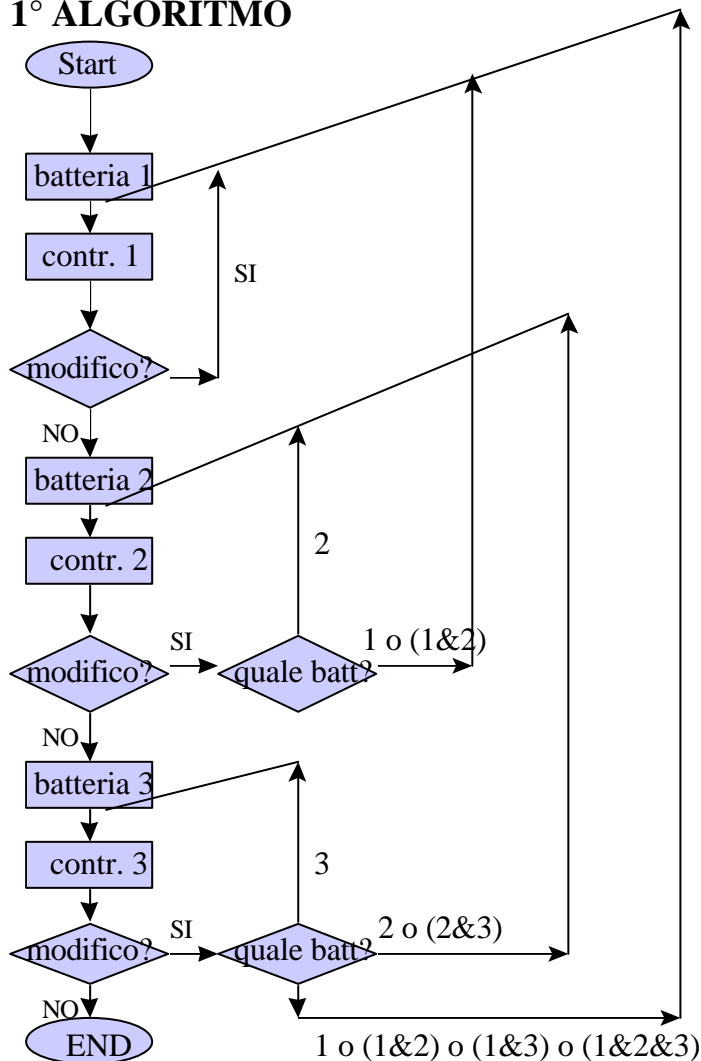 1° ALGORITMO
Start
batteria 1
contr. 1
SI
modifico?
NO
batteria 2
contr. 2
2
SI
1 o (1&2)
modifico?
quale batt?
NO
batteria 3
contr. 3
3
SI
2 o (2&3)
modifico?
quale batt?
NO
END
1 o (1&2) o (1&3) o (1&2&3)